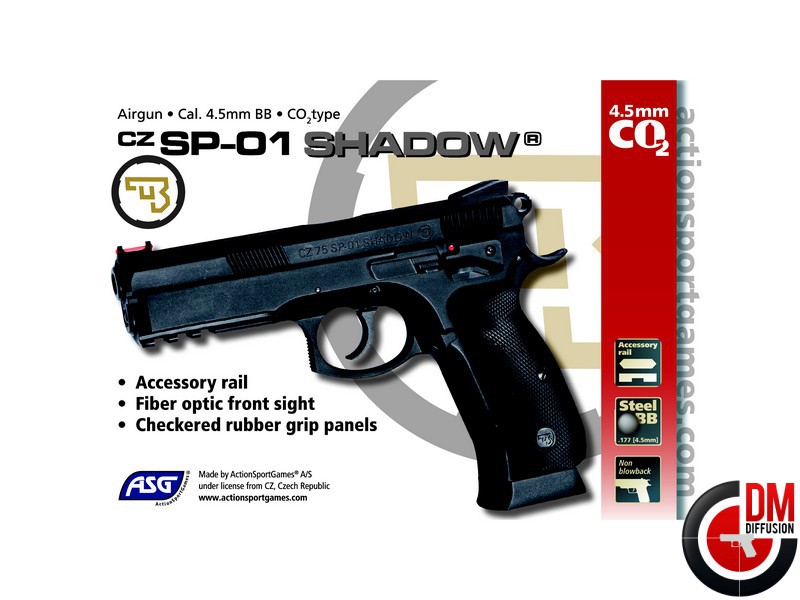 Airgun • Cal. 4.5mm BB • CO2type
CZ SP-01 SHADOW®
CZ 75 SP-01 SHADOW
• Accessory rail
• Fiber optic front sight
• Checkered rubber grip panels
ASG
ActionSportGames®
Made by ActionSportGames® A/S
under license from CZ, Czech Republic
www.actionsportgames.com
4.5mm
CO2
actionsportgames.com
Accessory
rail
Steel
BB
.177 [4.5mm]
Non
blowback
DM
DIFFUSION